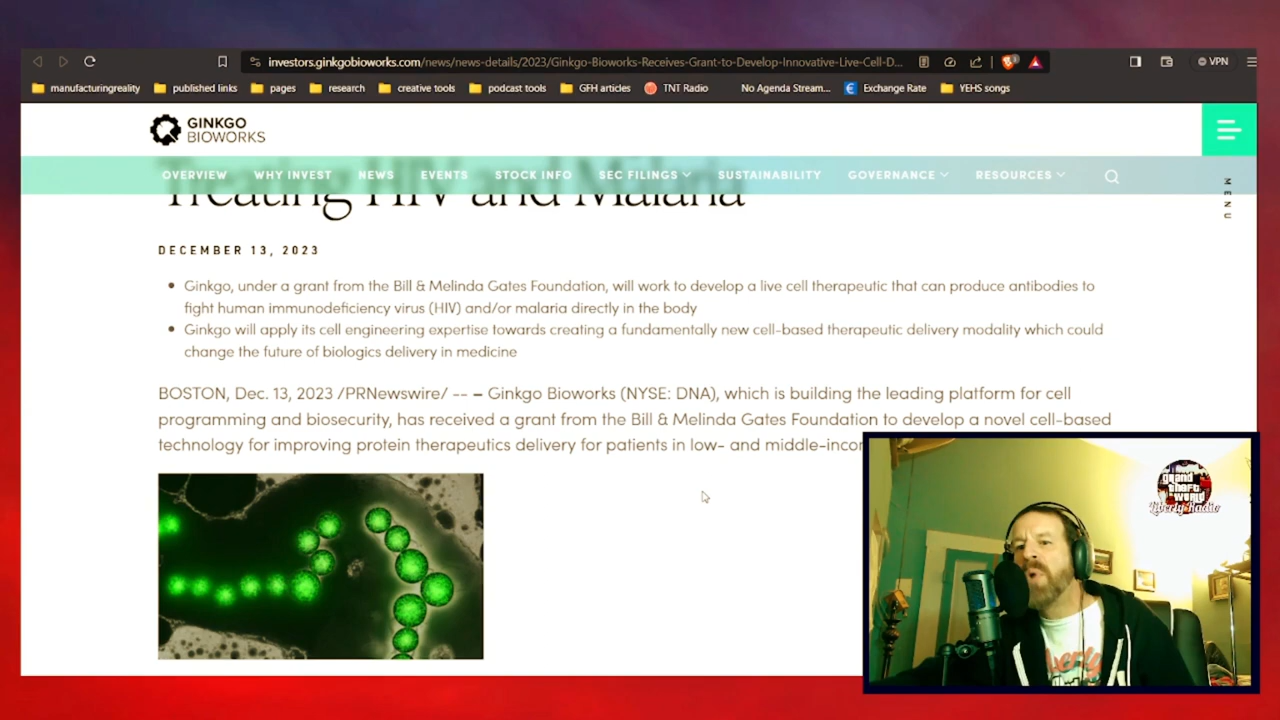 investors.ginkgobioworks.com/news/news-details/2023/Ginkgo-Bioworks-Receives-Grant-to-Develop-Innovative-Live-Cell-D...
VPN
manufacturingreality published links pages research creative tools podcast tools GFH articles TNT Radio No Agenda Stream... Exchange Rate YEHS songs
GINKGO
BIOWORKS
OVERVIEW WHY INVEST NEWS EVENTS STOCK INFO SEC FILINGS SUSTAINABILITY GOVERNANCE RESOURCES
MENU
Treating HIV and Malaria
DECEMBER 13, 2023
• Ginkgo, under a grant from the Bill & Melinda Gates Foundation, will work to develop a live cell therapeutic that can produce antibodies to
fight human immunodeficiency virus (HIV) and/or malaria directly in the body
• Ginkgo will apply its cell engineering expertise towards creating a fundamentally new cell-based therapeutic delivery modality which could
change the future of biologics delivery in medicine
BOSTON, Dec. 13, 2023 /PRNewswire/ -- – Ginkgo Bioworks (NYSE: DNA), which is building the leading platform for cell
programming and biosecurity, has received a grant from the Bill & Melinda Gates Foundation to develop a novel cell-based
technology for improving protein therapeutics delivery for patients in low- and middle-incom
grand
theft
world
Liberty Radio
Liberty